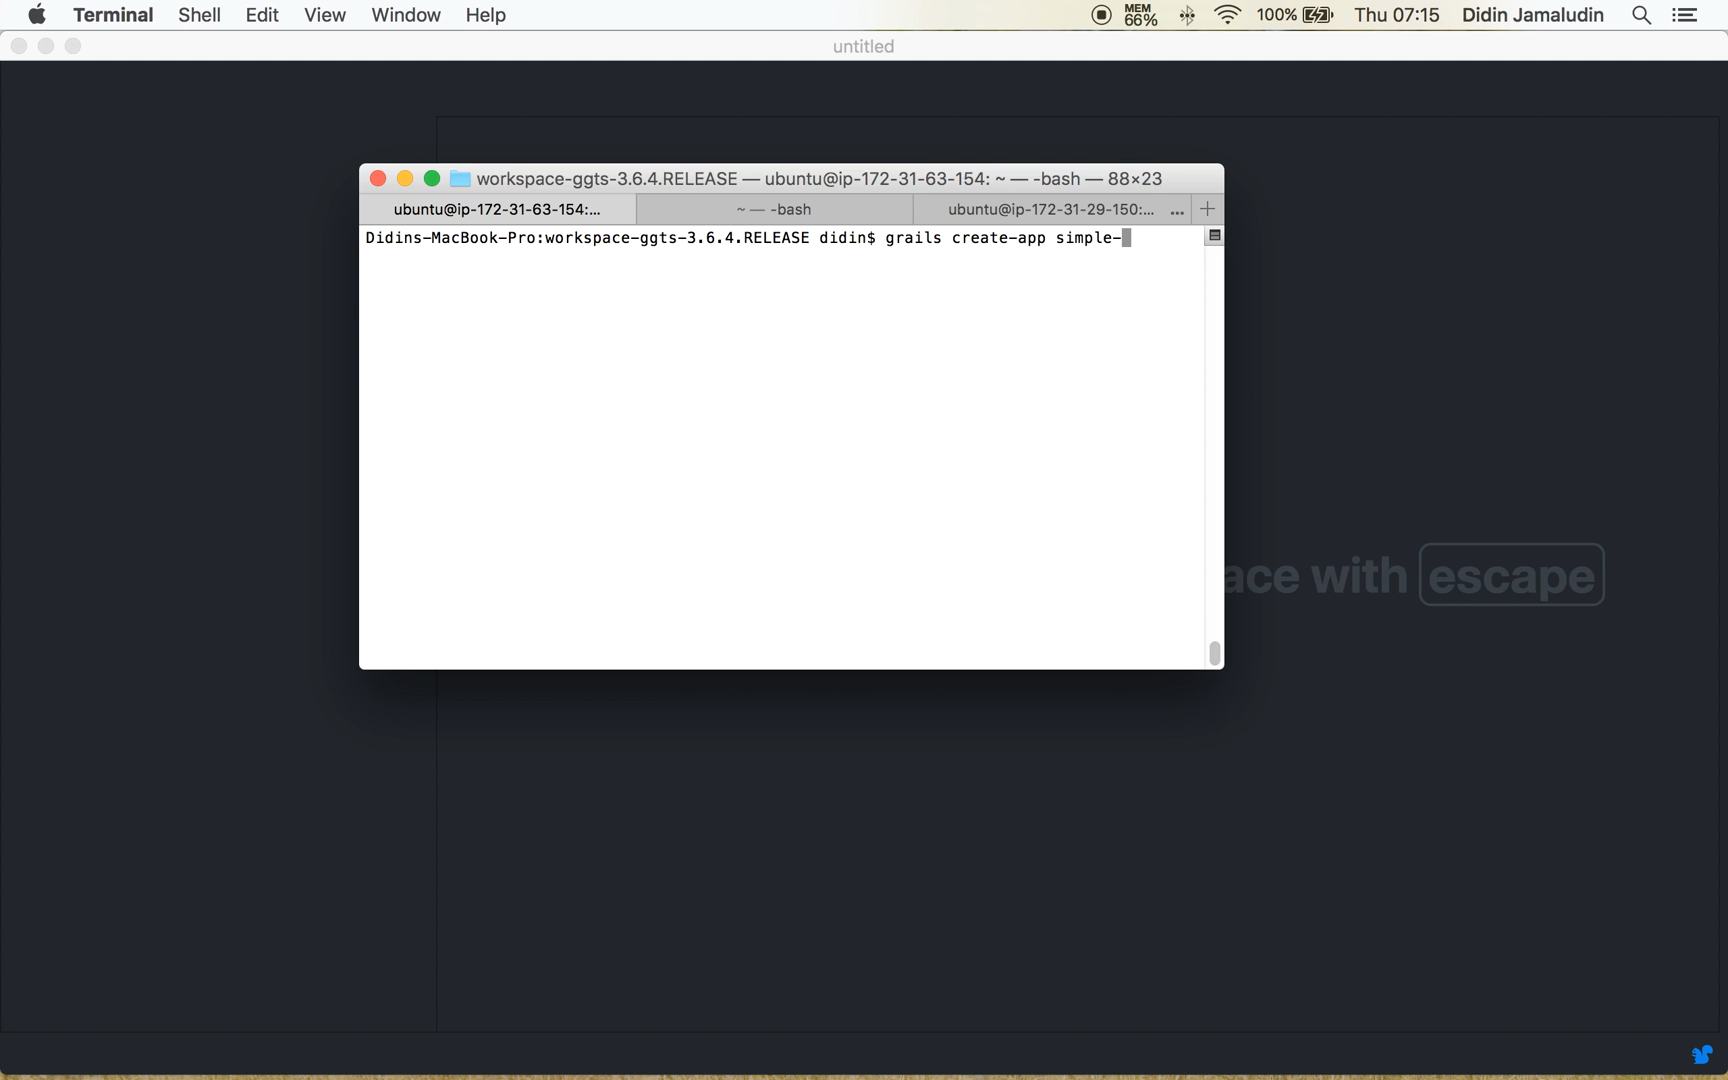 Terminal Shell Edit View Window Help MEM 66% 100% Thu 07:15 Didin Jamaludin
untitled
workspace-ggts-3.6.4.RELEASE — ubuntu@ip-172-31-63-154: ~ — -bash — 88×23
ubuntu@ip-172-31-63-154:... ~ — -bash ubuntu@ip-172-31-29-150:... ... +
Didins-MacBook-Pro:workspace-ggts-3.6.4.RELEASE didin$ grails create-app simple-
ace with escape